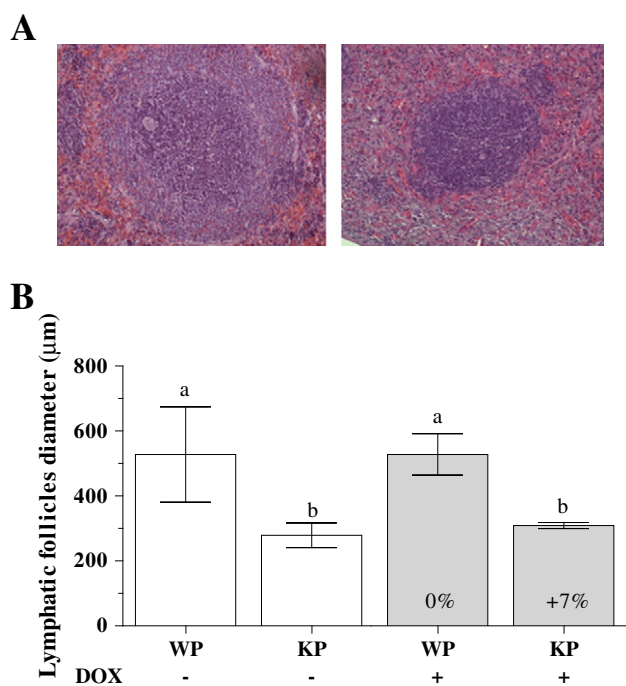 A
B
Lymphatic follicles diameter (μm)
800
600
400
200
0
a
b
a
b
0%
+7%
WP KP WP KP
DOX - - + +